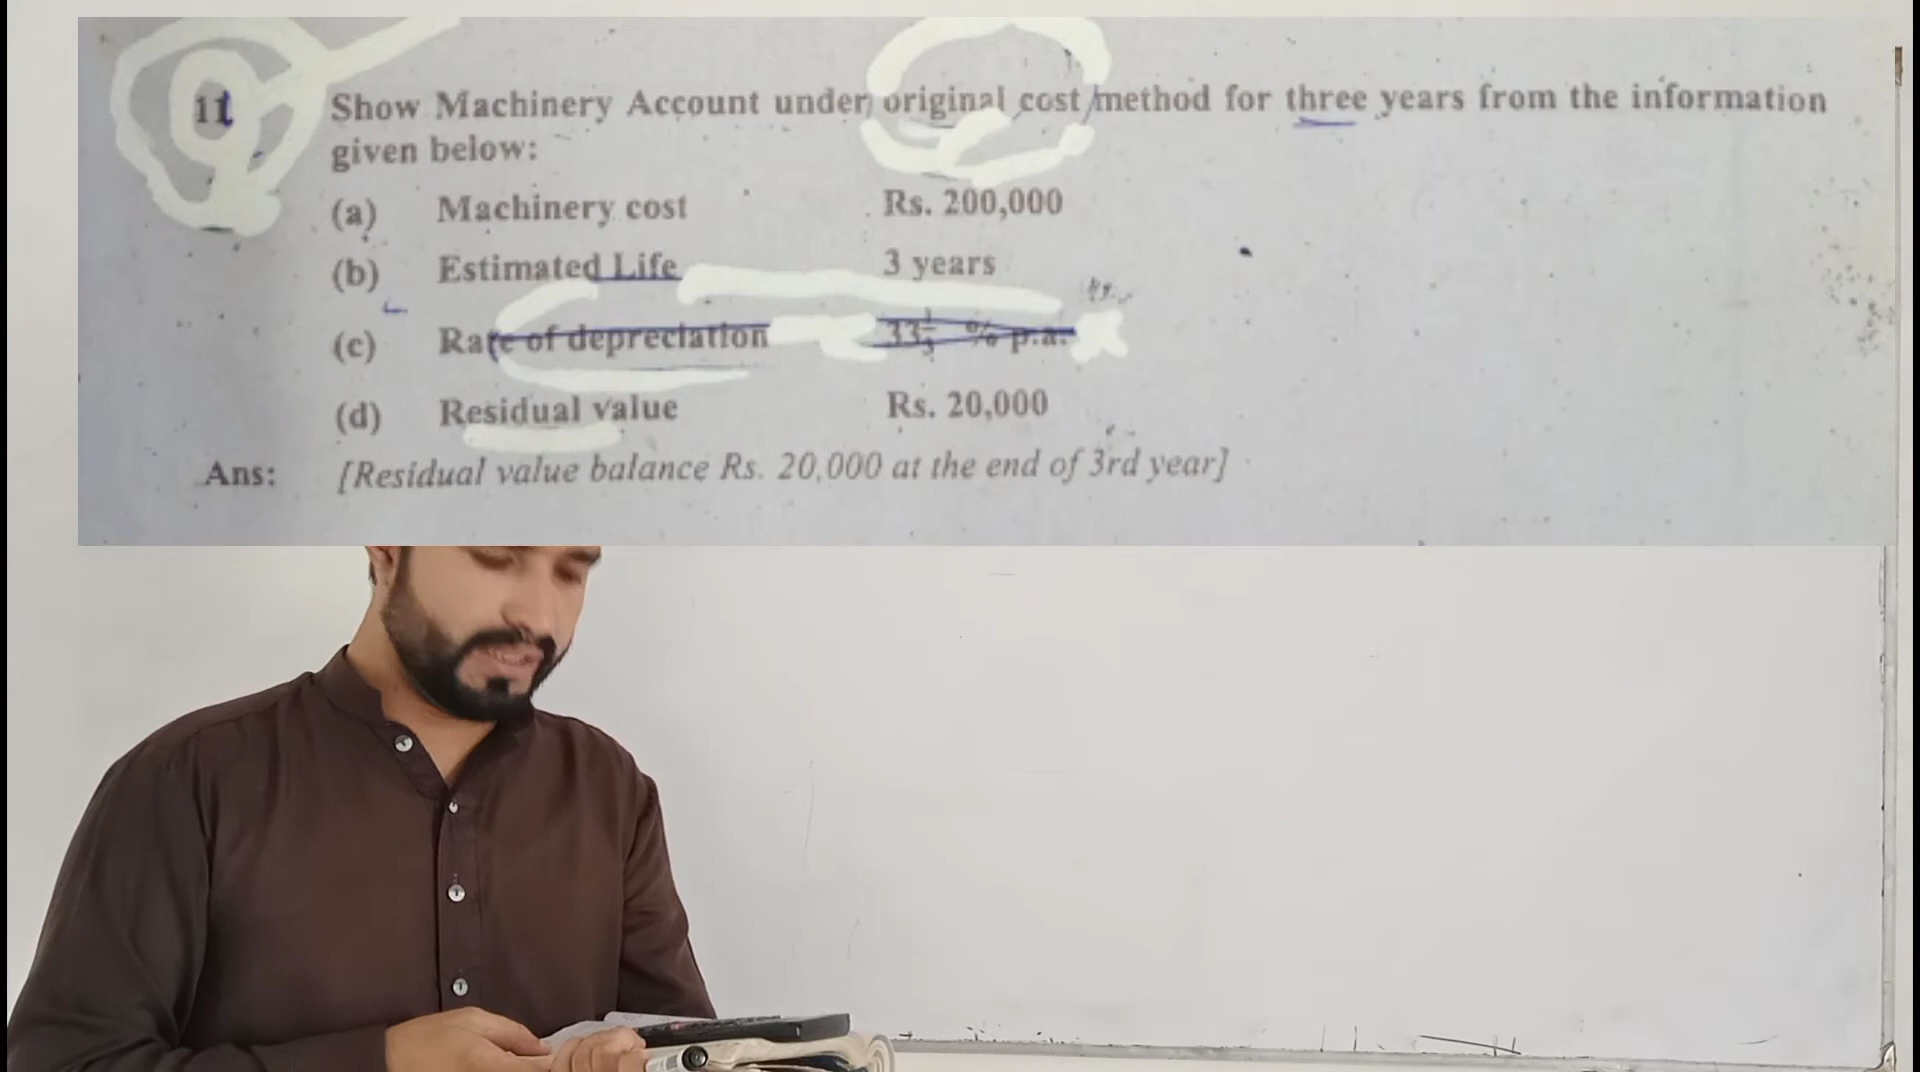 11 Show Machinery Account under original cost method for three years from the information
given below:
(a) Machinery cost Rs. 200,000
(b) Estimated Life 3 years
(c) Rate of depreciation 33 1/3 % p.a.
(d) Residual value Rs. 20,000
Ans: [Residual value balance Rs. 20,000 at the end of 3rd year]